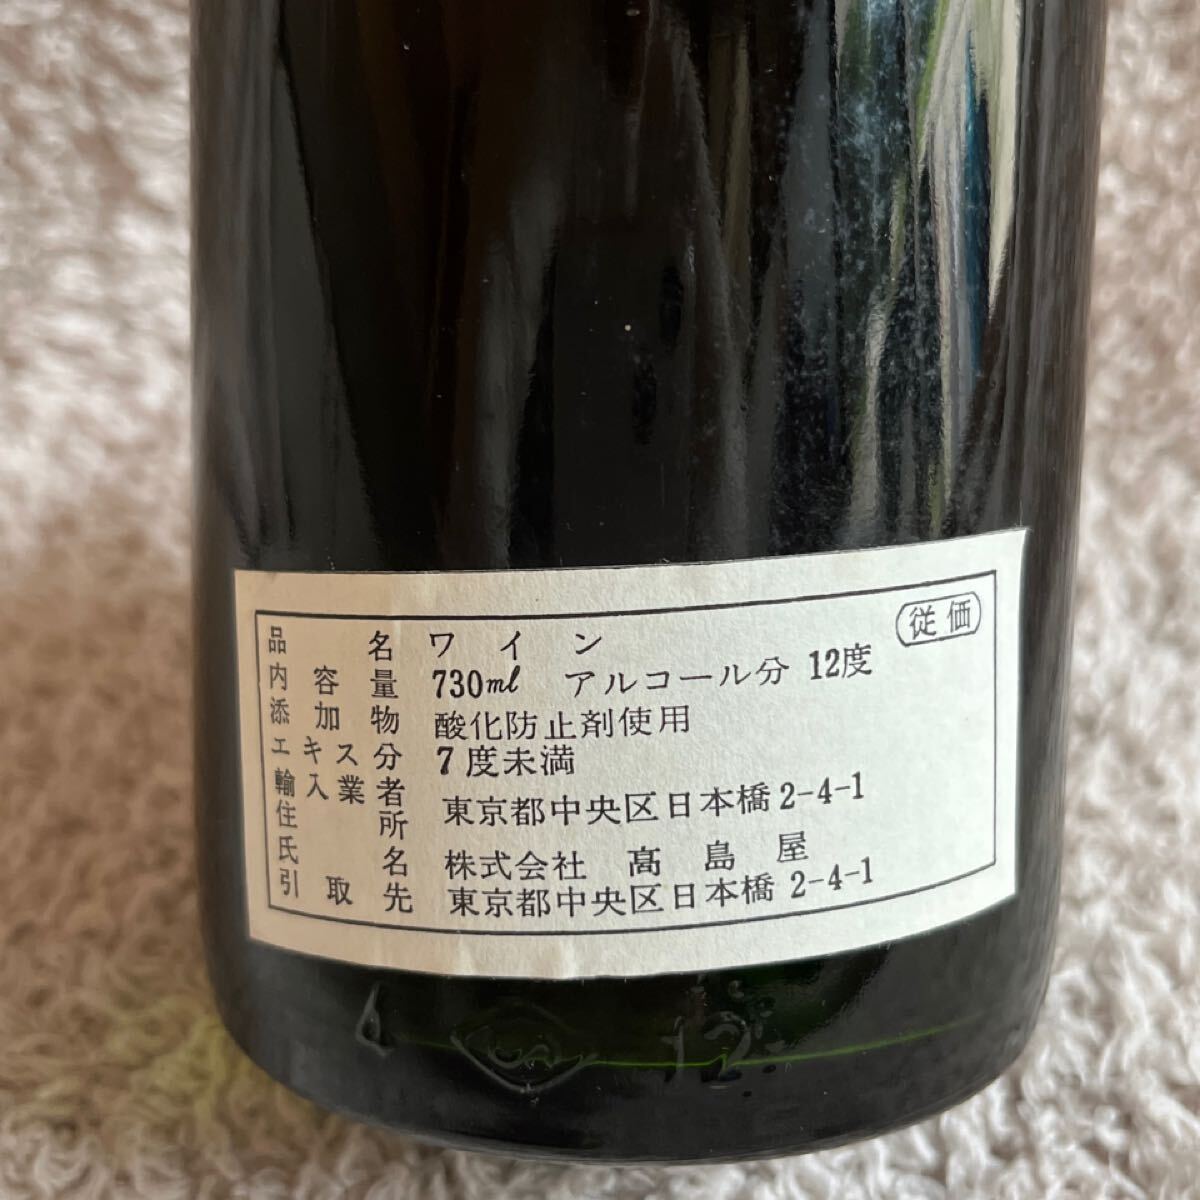 従価
品名 ワイン
内容量 730ml アルコール分 12度
添加物 酸化防止剤使用
エキス分 7度未満
輸入業者
住所 東京都中央区日本橋2-4-1
氏名 株式会社 髙島屋
引取先 東京都中央区日本橋2-4-1
12